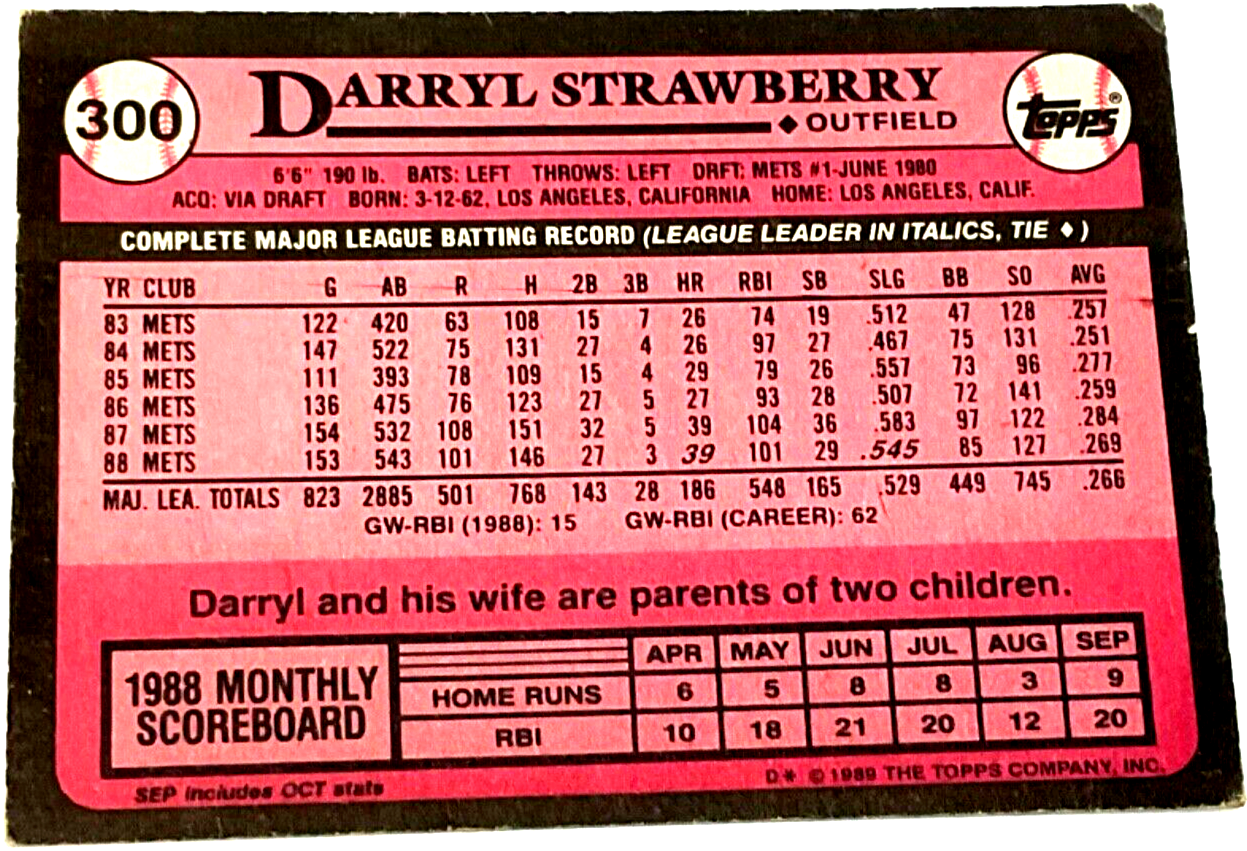 300
DARRYL STRAWBERRY
◆OUTFIELD
Topps®
6'6" 190 lb. BATS: LEFT THROWS: LEFT DRFT: METS #1-JUNE 1980
ACQ: VIA DRAFT BORN: 3-12-62, LOS ANGELES, CALIFORNIA HOME: LOS ANGELES, CALIF.
COMPLETE MAJOR LEAGUE BATTING RECORD (LEAGUE LEADER IN ITALICS, TIE ♦)
YR CLUB G AB R H 2B 3B HR RBI SB SLG BB SO AVG
83 METS 122 420 63 108 15 7 26 74 19 .512 47 128 .257
84 METS 147 522 75 131 27 4 26 97 27 .467 75 131 .251
85 METS 111 393 78 109 15 4 29 79 26 .557 73 96 .277
86 METS 136 475 76 123 27 5 27 93 28 .507 72 141 .259
87 METS 154 532 108 151 32 5 39 104 36 .583 97 122 .284
88 METS 153 543 101 146 27 3 39 101 29 .545 85 127 .269
MAJ. LEA. TOTALS 823 2885 501 768 143 28 186 548 165 .529 449 745 .266
GW-RBI (1988): 15 GW-RBI (CAREER): 62
Darryl and his wife are parents of two children.
1988 MONTHLY
SCOREBOARD
APR MAY JUN JUL AUG SEP
HOME RUNS 6 5 8 8 3 9
RBI 10 18 21 20 12 20
SEP includes OCT stats
D* © 1989 THE TOPPS COMPANY, INC.